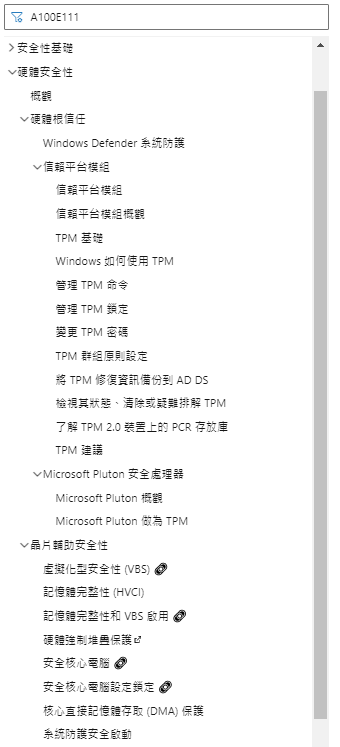 A100E111
安全性基礎
硬體安全性
概觀
硬體根信任
Windows Defender 系統防護
信賴平台模組
信賴平台模組
信賴平台模組概觀
TPM 基礎
Windows 如何使用 TPM
管理 TPM 命令
管理 TPM 鎖定
變更 TPM 密碼
TPM 群組原則設定
將 TPM 修復資訊備份到 AD DS
檢視其狀態、清除或疑難排解 TPM
了解 TPM 2.0 裝置上的 PCR 存放庫
TPM 建議
Microsoft Pluton 安全處理器
Microsoft Pluton 概觀
Microsoft Pluton 做為 TPM
晶片輔助安全性
虛擬化型安全性 (VBS)
記憶體完整性 (HVCI)
記憶體完整性和 VBS 啟用
硬體強制堆疊保護
安全核心電腦
安全核心電腦設定鎖定
核心直接記憶體存取 (DMA) 保護
系統防護安全啟動